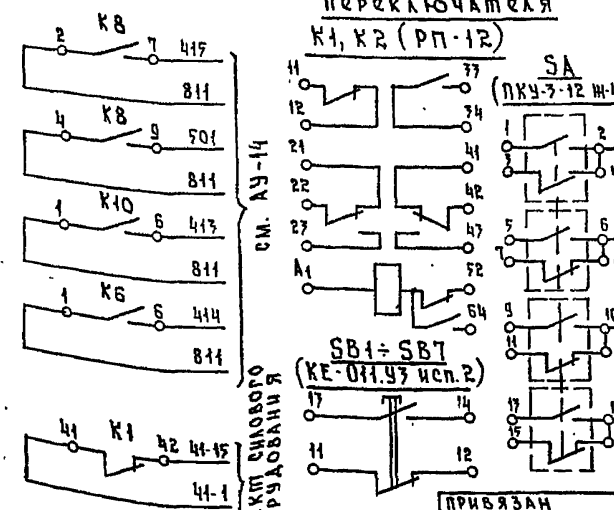 ПЕРЕКЛЮЧАТЕЛЯ
К1, К2 (РП-12)
2 К8 7 415
811
4 К8 9 501
811
1 К10 6 413
811
1 К6 6 414
811
41 К1 42 41-15
41-1
СМ. АУ-14
СИЛОВОГО
11 33
12 34
21 41
22 42
23 43
А1 52
54
SB1÷SB7
(КЕ-011.У3 исп.2)
13 14
11 12
SA
(ПКУ-3-12
1 2
3
5 6
7
9 10
11
13
15
ПРИВЯЗАН